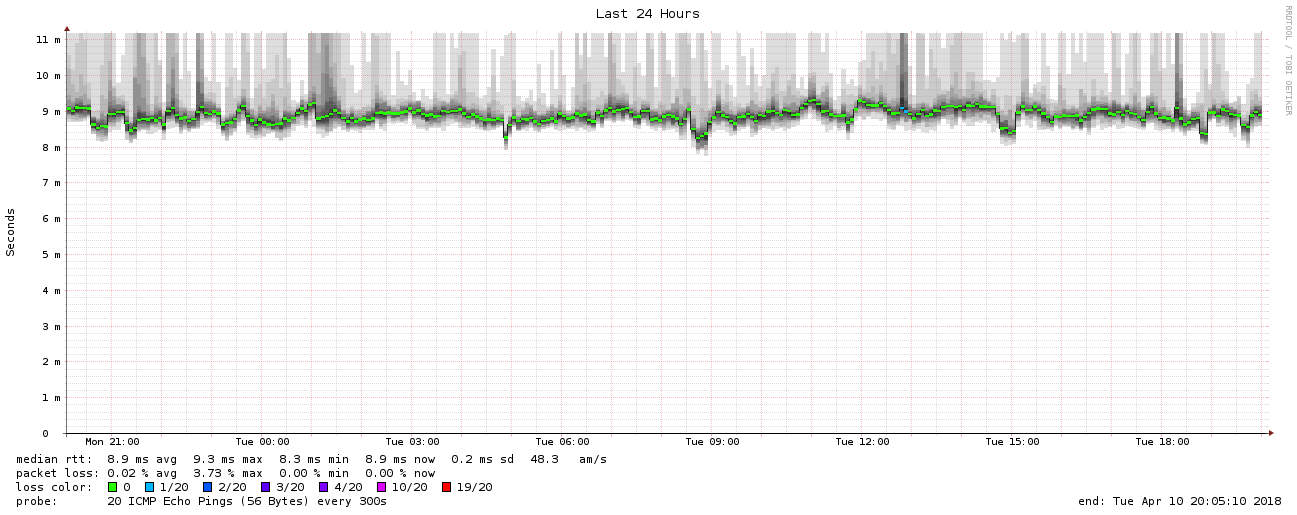 Last 24 Hours
RRDTOOL / TOBI OETIKER
Seconds
11 m
10 m
9 m
8 m
7 m
6 m
5 m
4 m
3 m
2 m
1 m
0
Mon 21:00 Tue 00:00 Tue 03:00 Tue 06:00 Tue 09:00 Tue 12:00 Tue 15:00 Tue 18:00
median rtt: 8.9 ms avg 9.3 ms max 8.3 ms min 8.9 ms now 0.2 ms sd 48.3 am/s
packet loss: 0.02 % avg 3.73 % max 0.00 % min 0.00 % now
loss color: 0 1/20 2/20 3/20 4/20 10/20 19/20
probe: 20 ICMP Echo Pings (56 Bytes) every 300s end: Tue Apr 10 20:05:10 2018